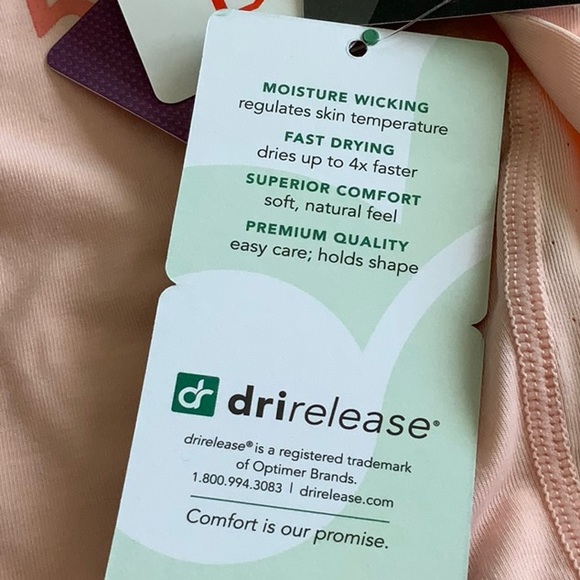 MOISTURE WICKING
regulates skin temperature
FAST DRYING
dries up to 4x faster
SUPERIOR COMFORT
soft, natural feel
PREMIUM QUALITY
easy care; holds shape
dr drirelease®
drirelease® is a registered trademark
of Optimer Brands.
1.800.994.3083 | drirelease.com
Comfort is our promise.